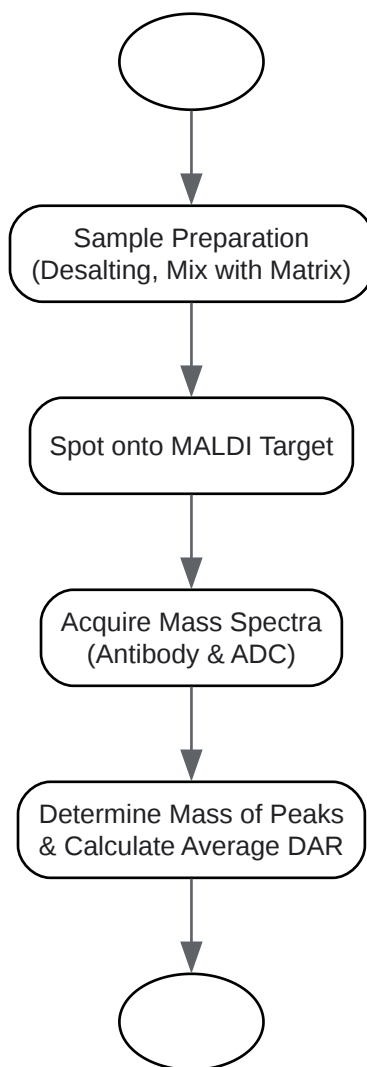 Sample Preparation
(Desalting, Mix with Matrix)
Spot onto MALDI Target
Acquire Mass Spectra
(Antibody & ADC)
Determine Mass of Peaks
& Calculate Average DAR